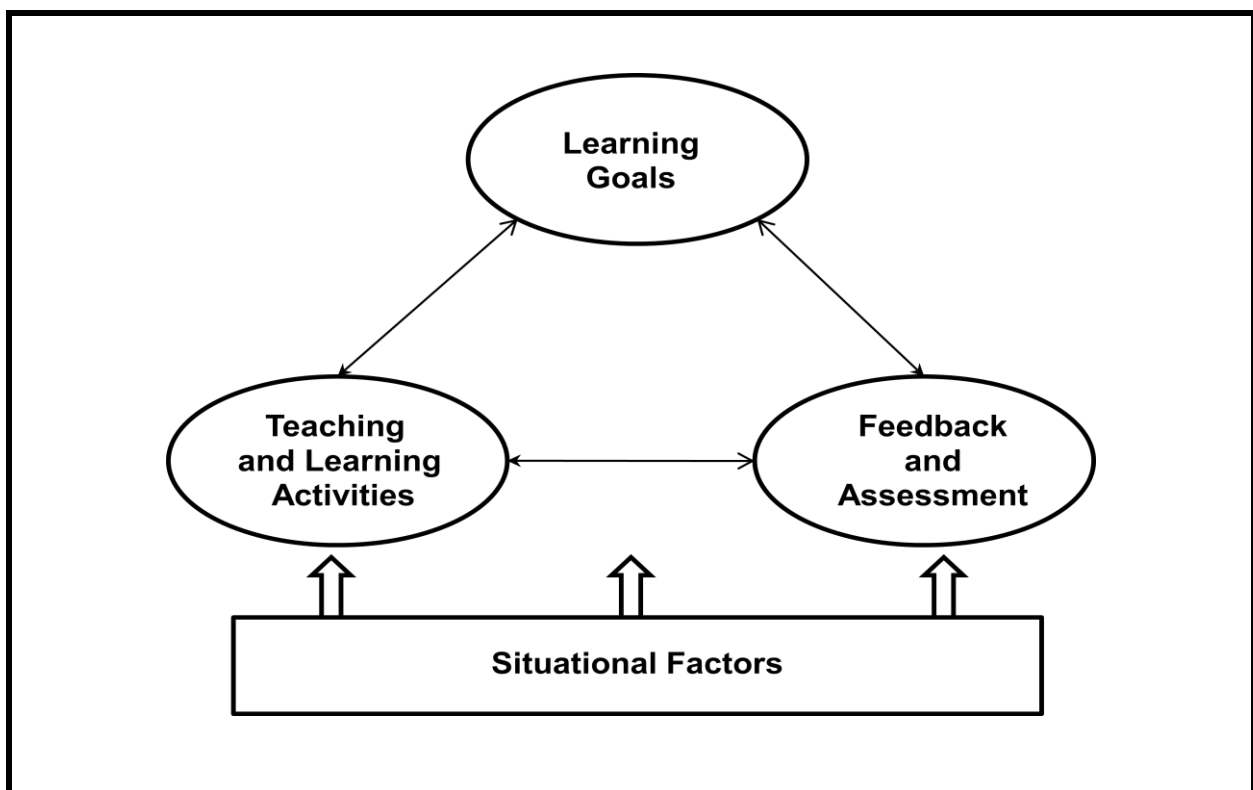 Learning
Goals
Teaching
and Learning
Activities
Feedback
and
Assessment
Situational Factors